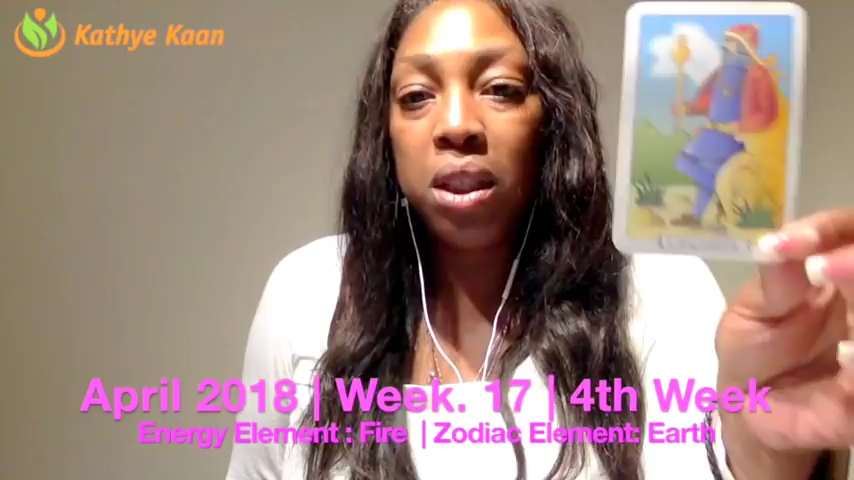 Kathye Kaan
April 2018 | Week. 17 | 4th Week
Energy Element : Fire | Zodiac Element: Earth